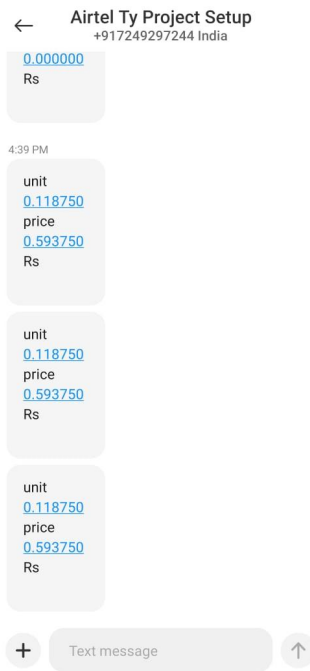 Airtel Ty Project Setup
+917249297244 India
0.000000
Rs
4:39 PM
unit
0.118750
price
0.593750
Rs
unit
0.118750
price
0.593750
Rs
unit
0.118750
price
0.593750
Rs
Text message